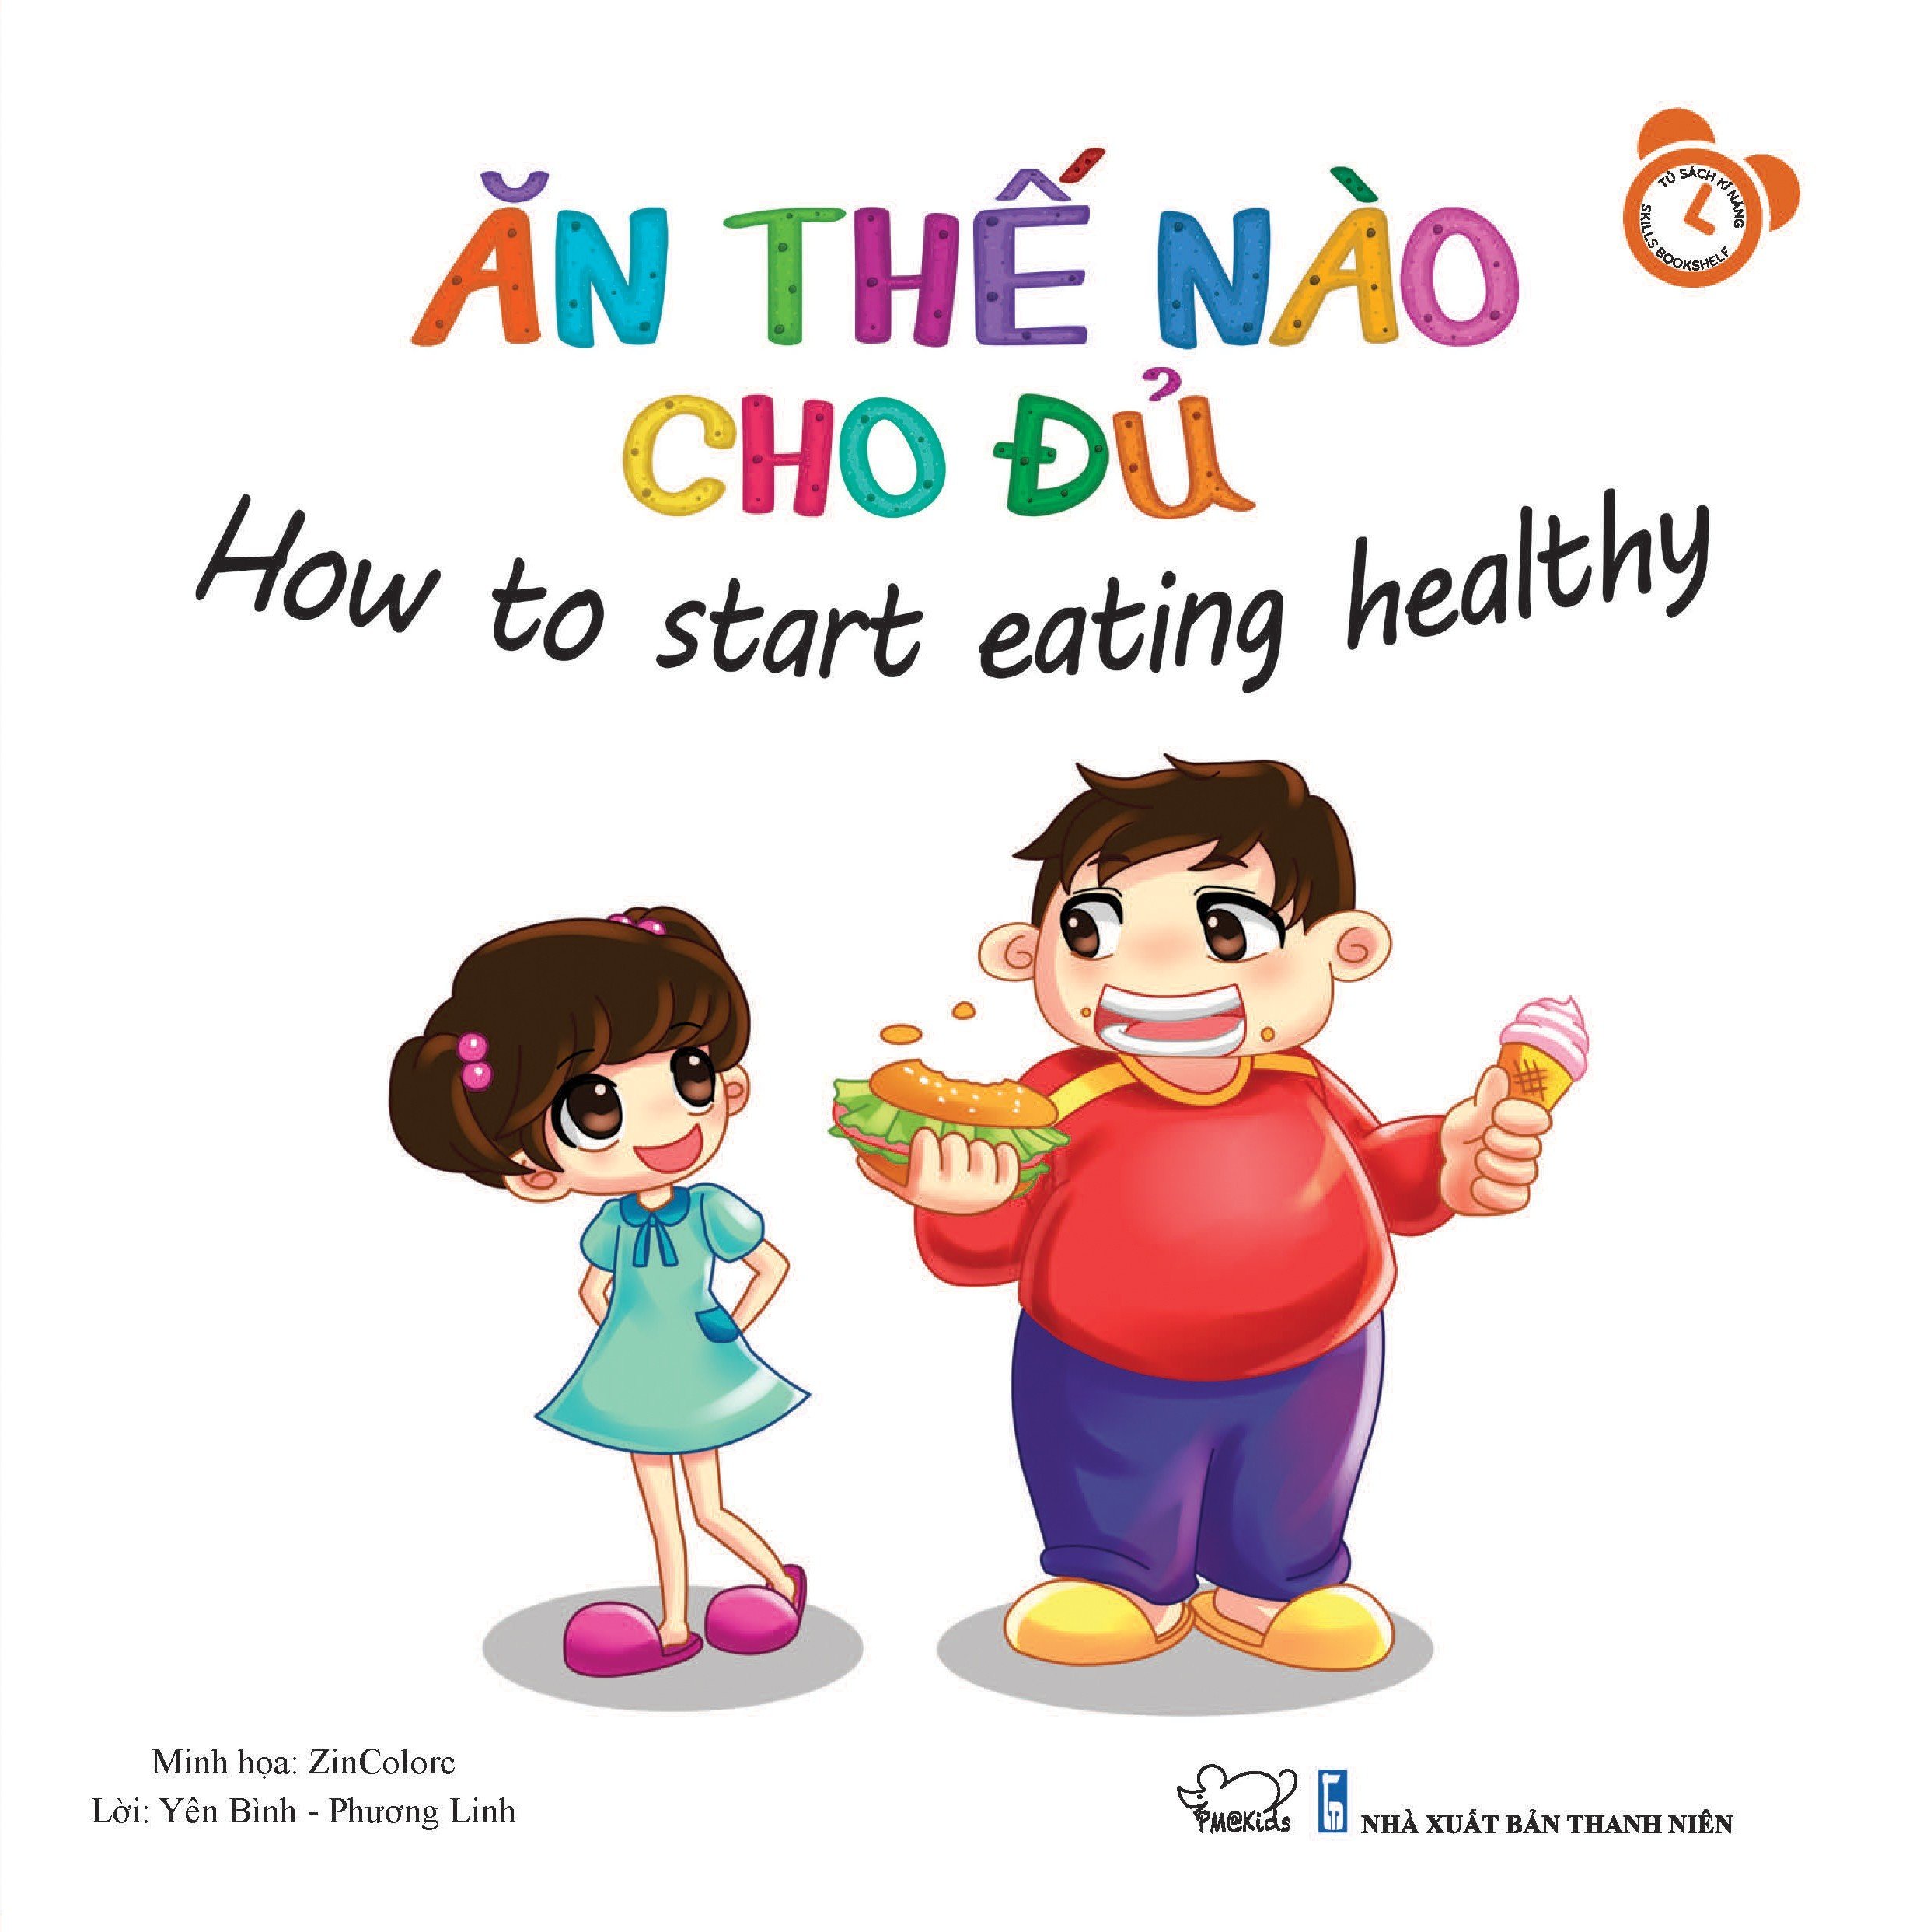 TỦ SÁCH KĨ NĂNG
SKILLS BOOKSHELF
ĂN THẾ NÀO
CHO ĐỦ
How to start eating healthy
Minh họa: ZinColorc
Lời: Yên Bình - Phương Linh
PM@Kids
NHÀ XUẤT BẢN THANH NIÊN